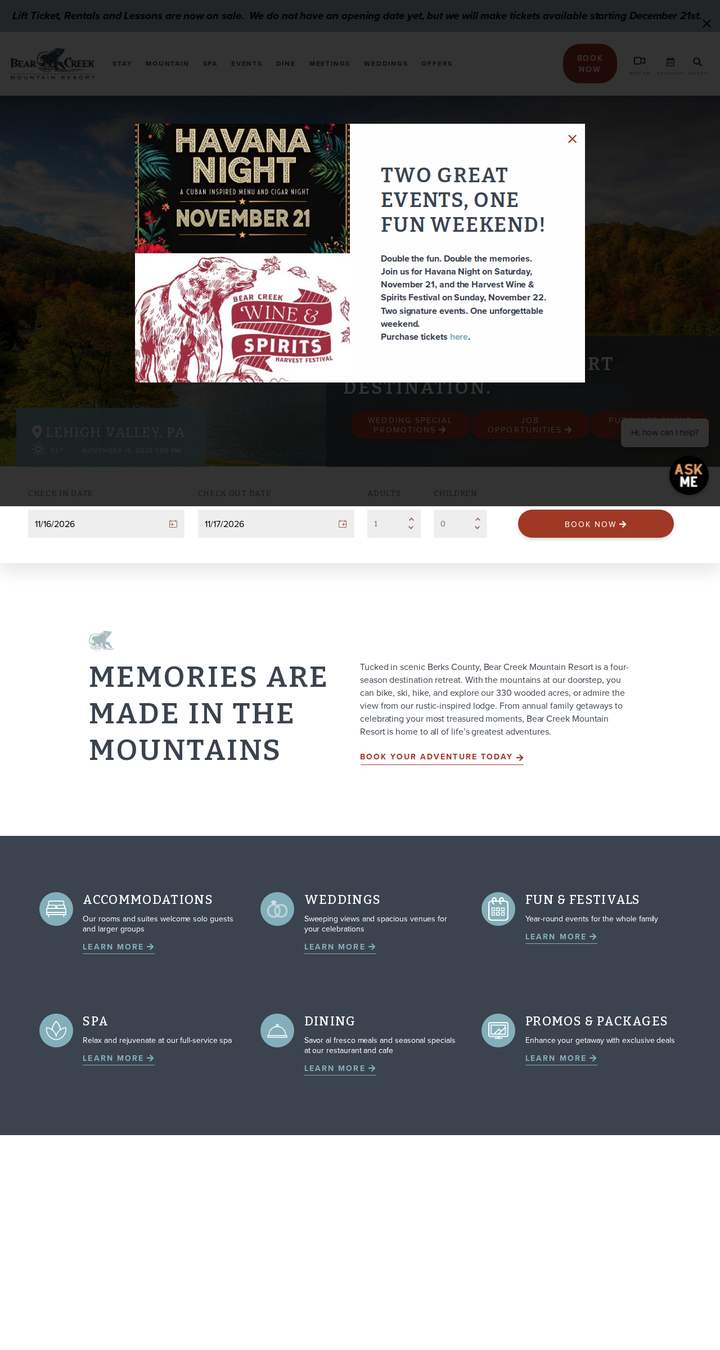 Lift Ticket, Rentals and Lessons are now on sale. We do not have an opening date yet, but we will make tickets available starting December 21st.
BEAR CREEK
MOUNTAIN RESORT
STAY
MOUNTAIN
SPA
EVENTS
DINE
MEETINGS
WEDDINGS
OFFERS
BOOK
NOW
HAVANA
NIGHT
A CUBAN INSPIRED MENU AND CIGAR NIGHT
NOVEMBER 21
BEAR CREEK
WINE &
SPIRITS
HARVEST FESTIVAL
TWO GREAT
EVENTS, ONE
FUN WEEKEND!
Double the fun. Double the memories.
Join us for Havana Night on Saturday,
November 21, and the Harvest Wine &
Spirits Festival on Sunday, November 22.
Two signature events. One unforgettable
weekend.
Purchase tickets here.
DESTINATION.
LEHIGH VALLEY, PA
WEDDING SPECIAL
PROMOTIONS
JOB
OPPORTUNITIES
Hi, how can I help?
ASK
ME
CHECK IN DATE
CHECK OUT DATE
ADULTS
CHILDREN
11/16/2026
11/17/2026
1
0
BOOK NOW
MEMORIES ARE
MADE IN THE
MOUNTAINS
Tucked in scenic Berks County, Bear Creek Mountain Resort is a four-
season destination retreat. With the mountains at our doorstep, you
can bike, ski, hike, and explore our 330 wooded acres, or admire the
view from our rustic-inspired lodge. From annual family getaways to
celebrating your most treasured moments, Bear Creek Mountain
Resort is home to all of life's greatest adventures.
BOOK YOUR ADVENTURE TODAY
ACCOMMODATIONS
Our rooms and suites welcome solo guests
and larger groups
LEARN MORE
WEDDINGS
Sweeping views and spacious venues for
your celebrations
LEARN MORE
FUN & FESTIVALS
Year-round events for the whole family
LEARN MORE
SPA
Relax and rejuvenate at our full-service spa
LEARN MORE
DINING
Savor al fresco meals and seasonal specials
at our restaurant and cafe
LEARN MORE
PROMOS & PACKAGES
Enhance your getaway with exclusive deals
LEARN MORE